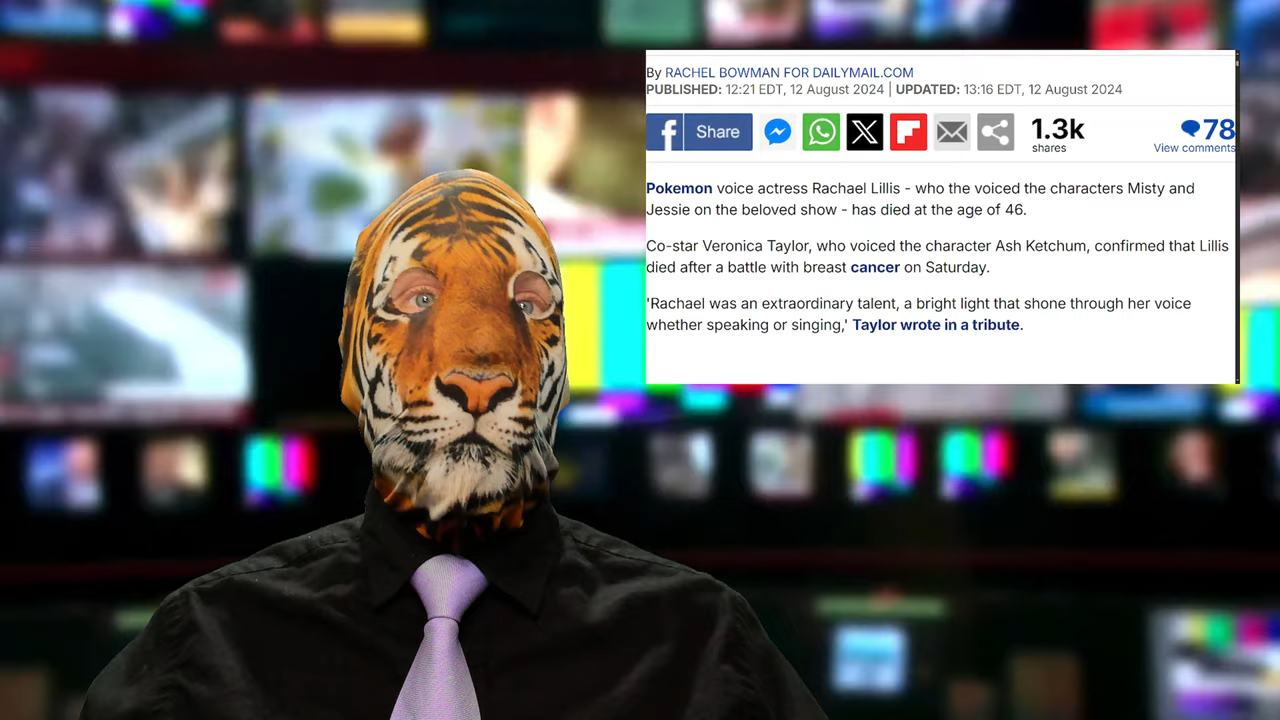 By RACHEL BOWMAN FOR DAILYMAIL.COM
PUBLISHED: 12:21 EDT, 12 August 2024 | UPDATED: 13:16 EDT, 12 August 2024
f Share X 1.3k 78
shares View comments
Pokemon voice actress Rachael Lillis - who the voiced the characters Misty and
Jessie on the beloved show - has died at the age of 46.
Co-star Veronica Taylor, who voiced the character Ash Ketchum, confirmed that Lillis
died after a battle with breast cancer on Saturday.
'Rachael was an extraordinary talent, a bright light that shone through her voice
whether speaking or singing,' Taylor wrote in a tribute.